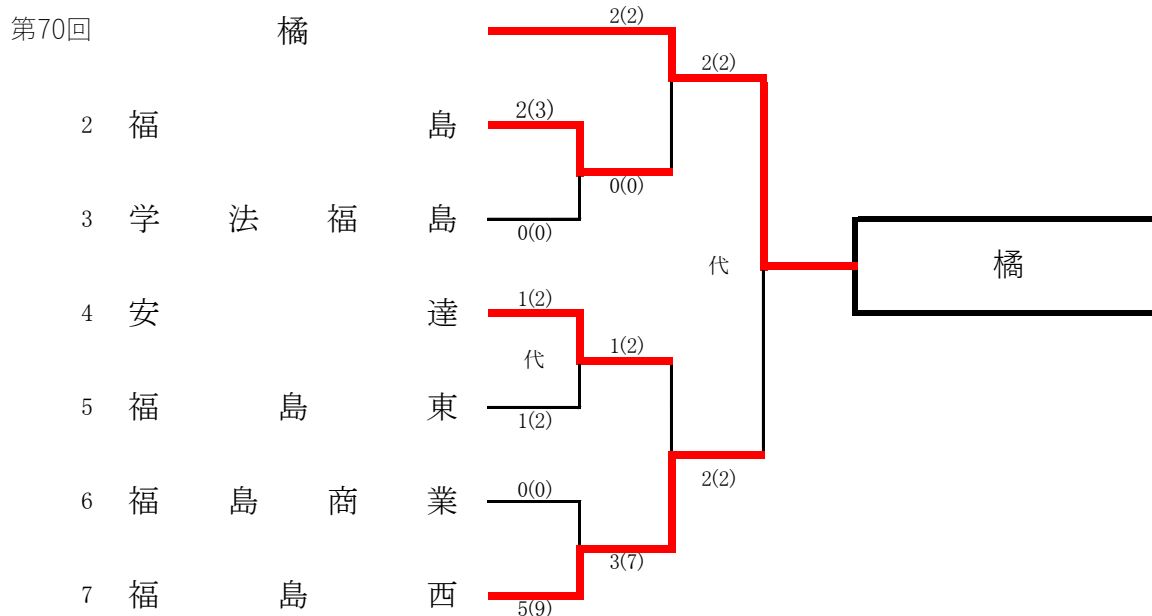 2(2)
第70回 橘
2(2)
2(3)
2 福島
0(0)
3 学法福島
0(0)
代 橘
1(2)
4 安達
1(2)
代
5 福島東
1(2)
2(2)
0(0)
6 福島商業
3(7)
7 福島西
5(9)